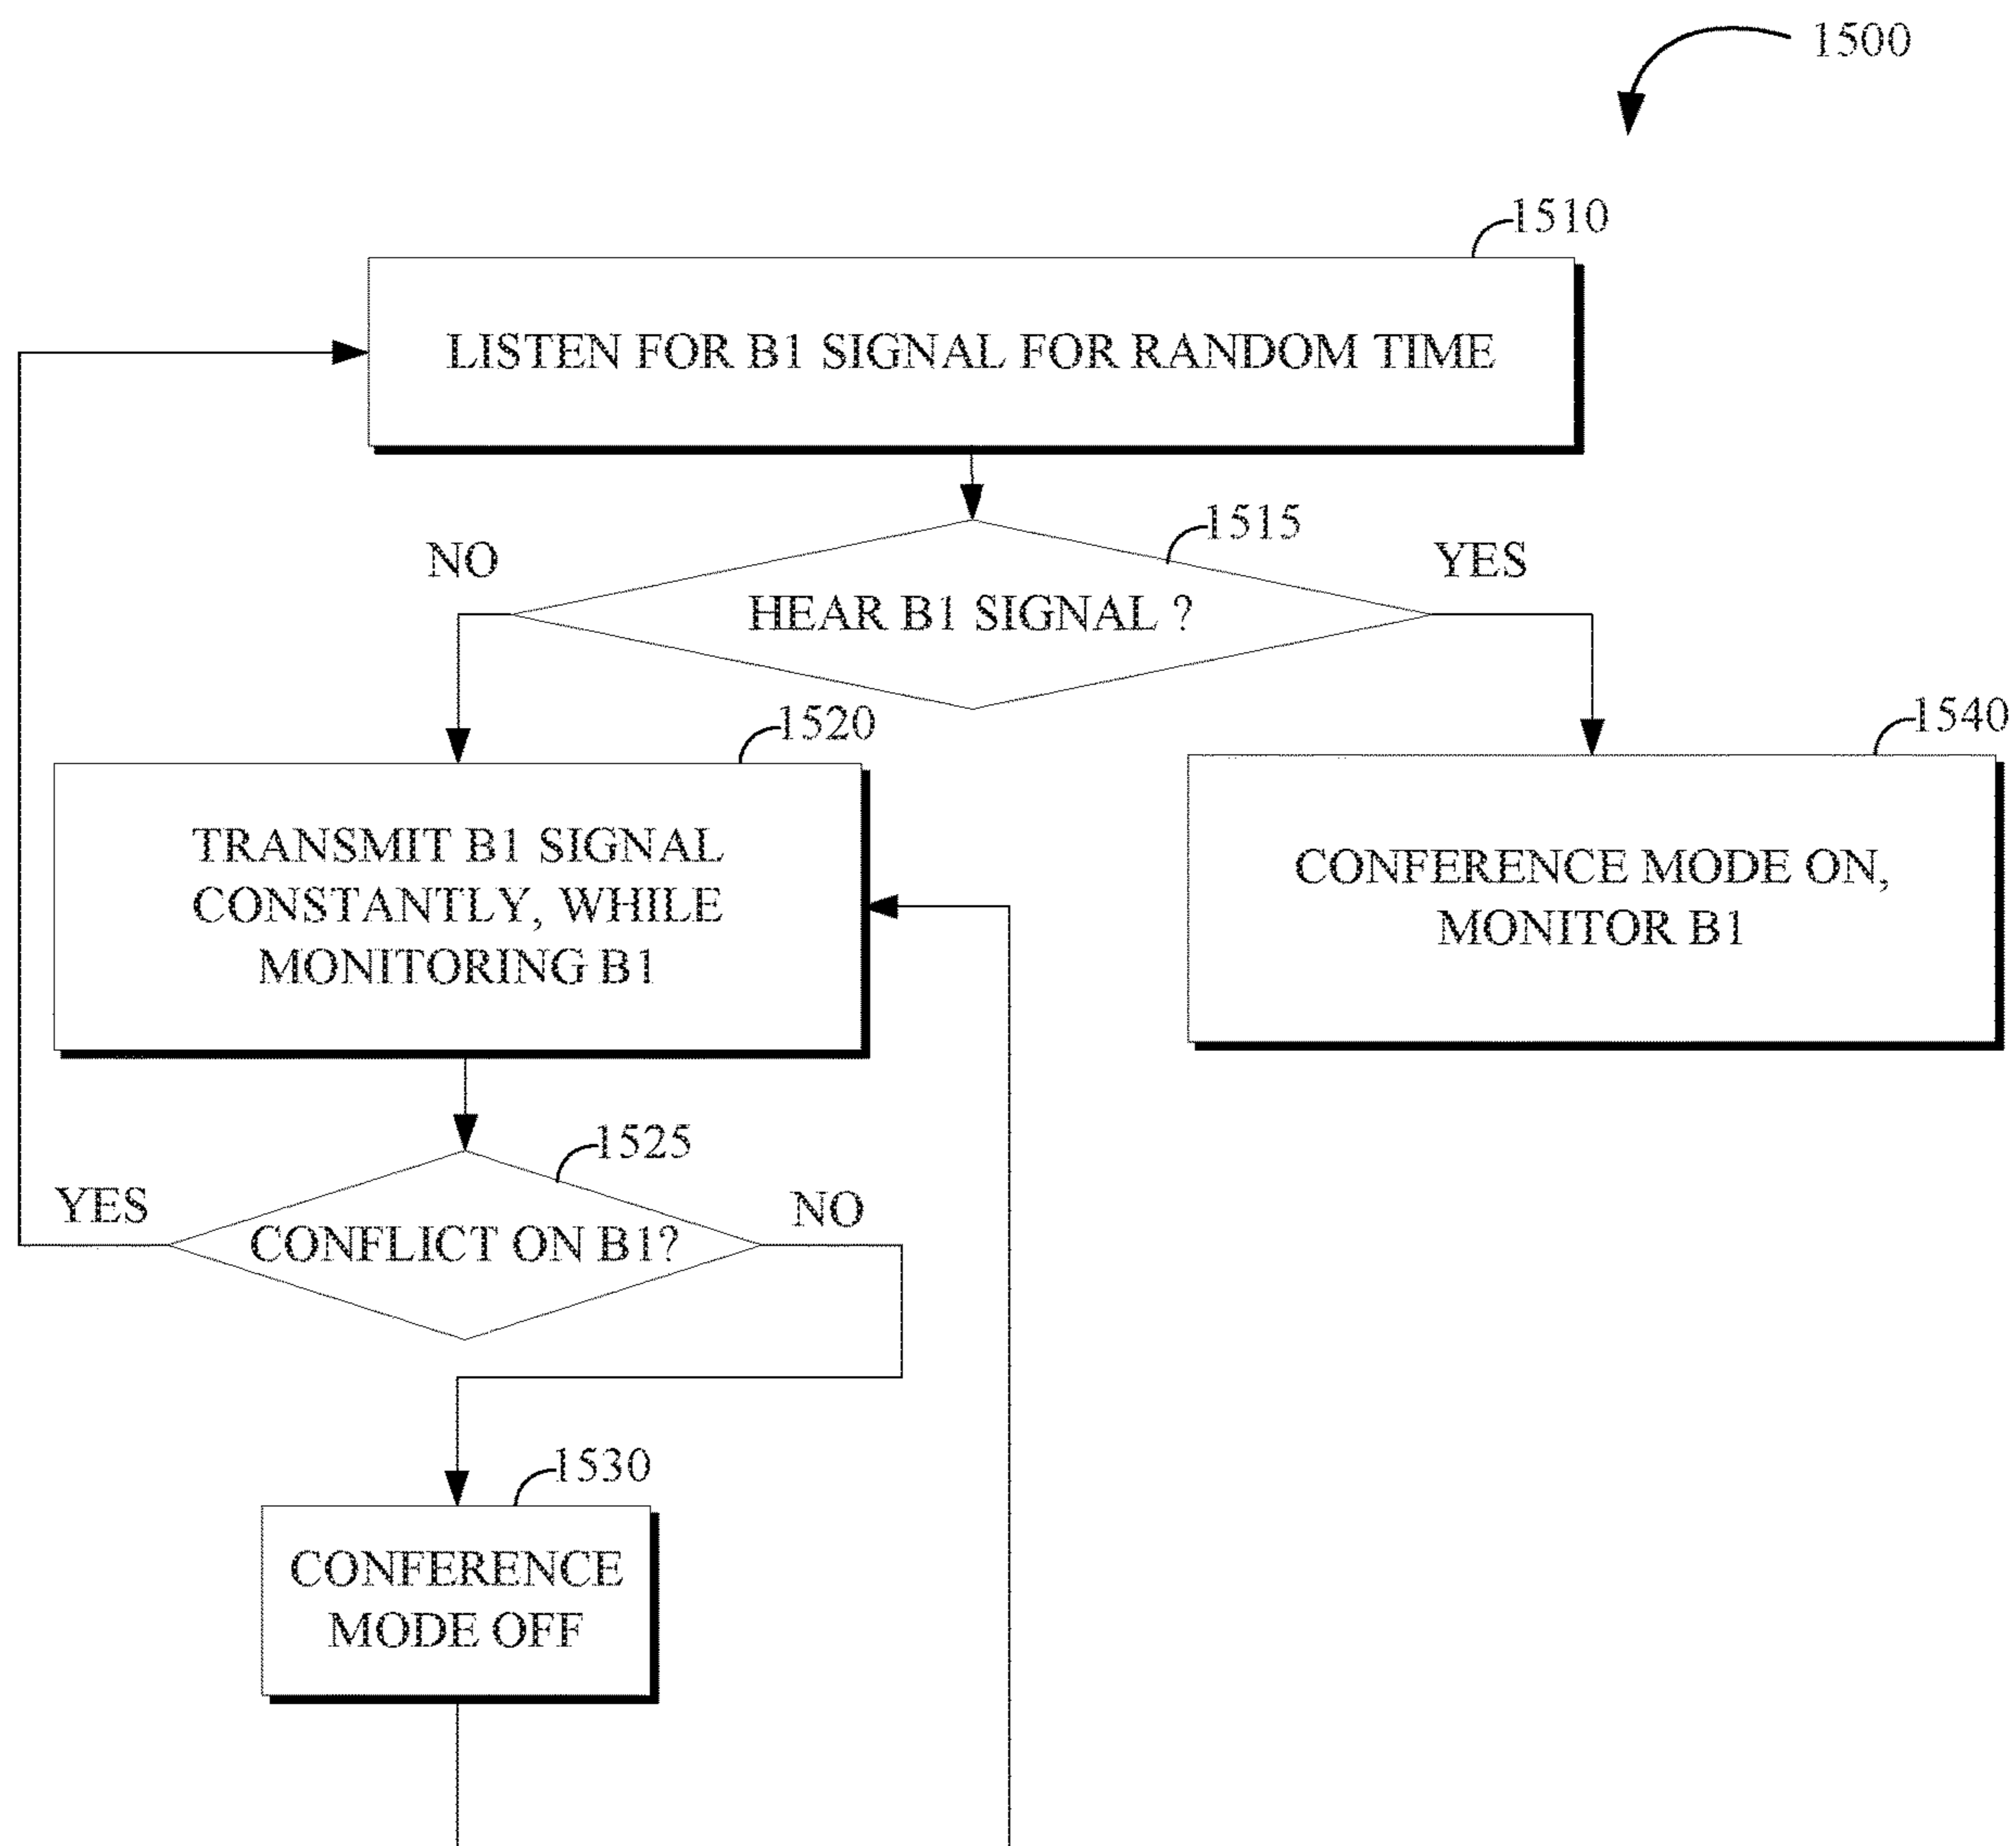 1500
1510
LISTEN FOR B1 SIGNAL FOR RANDOM TIME
1515
NO
YES
HEAR B1 SIGNAL ?
1520
1540
TRANSMIT B1 SIGNAL
CONSTANTLY, WHILE
MONITORING B1
CONFERENCE MODE ON,
MONITOR B1
1525
YES
NO
CONFLICT ON B1?
1530
CONFERENCE
MODE OFF